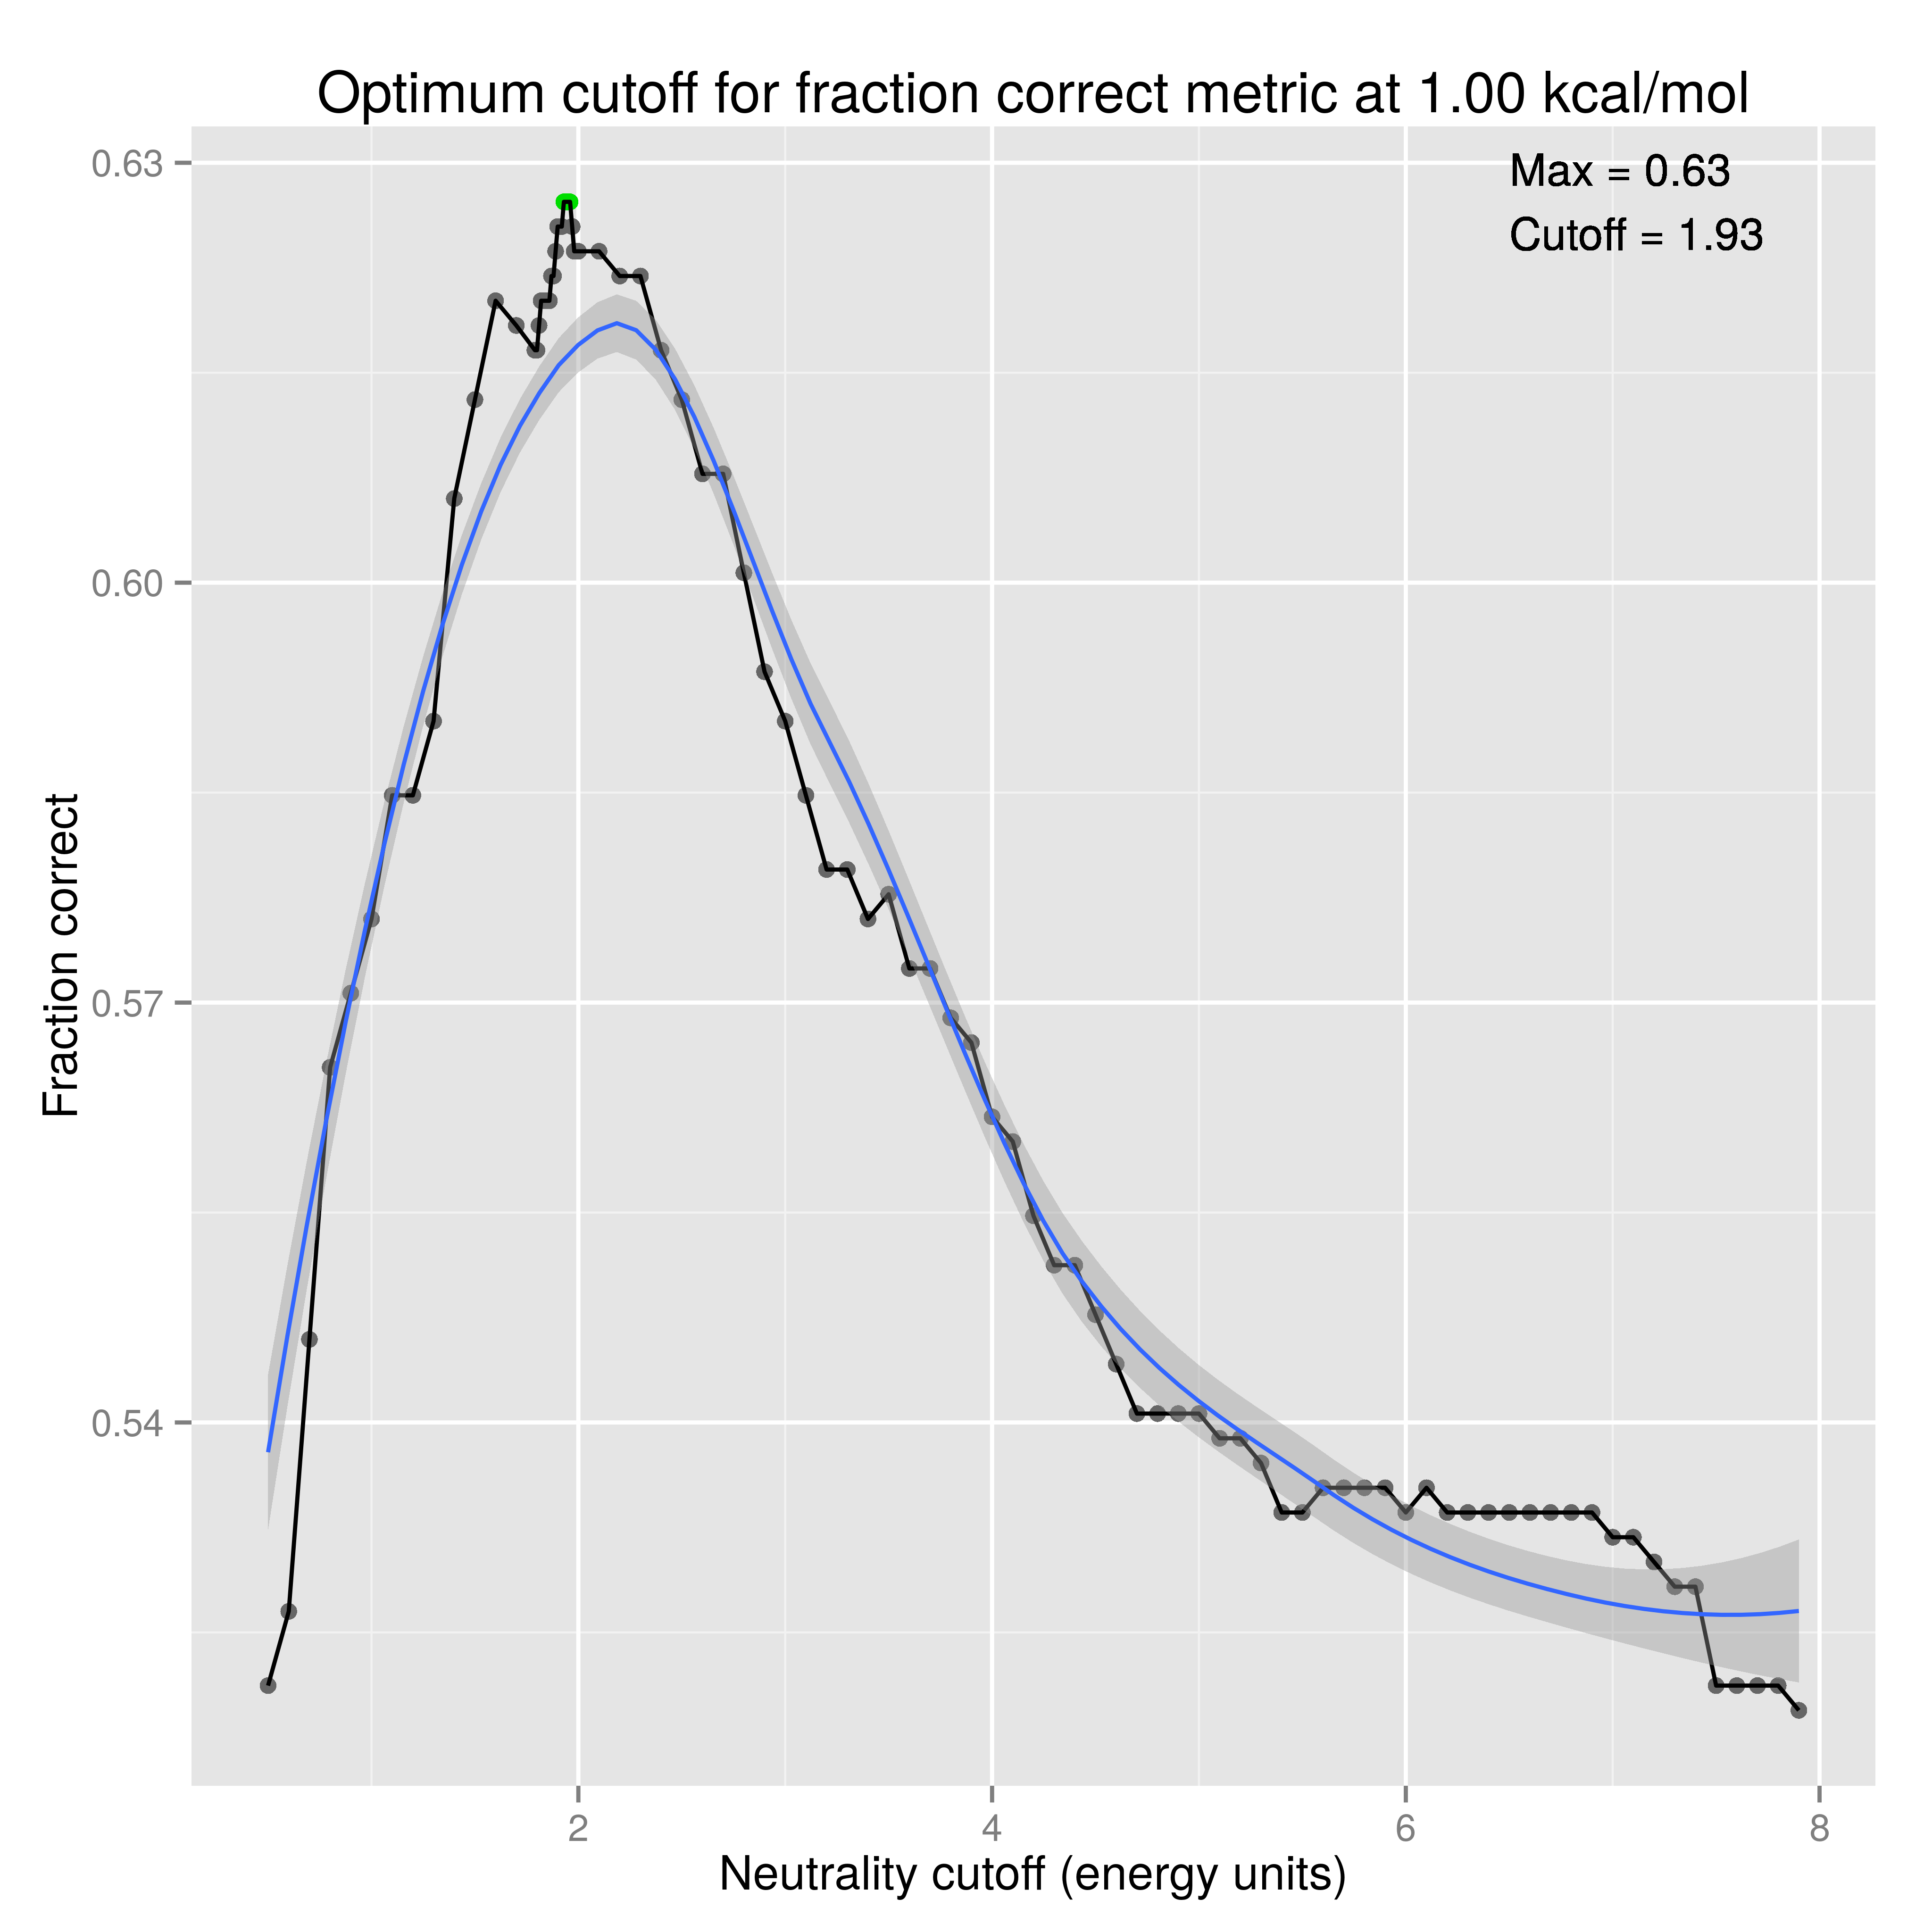 Optimum cutoff for fraction correct metric at 1.00 kcal/mol
Max = 0.63
Cutoff = 1.93
0.63
0.60
0.57
0.54
Fraction correct
2
4
6
8
Neutrality cutoff (energy units)